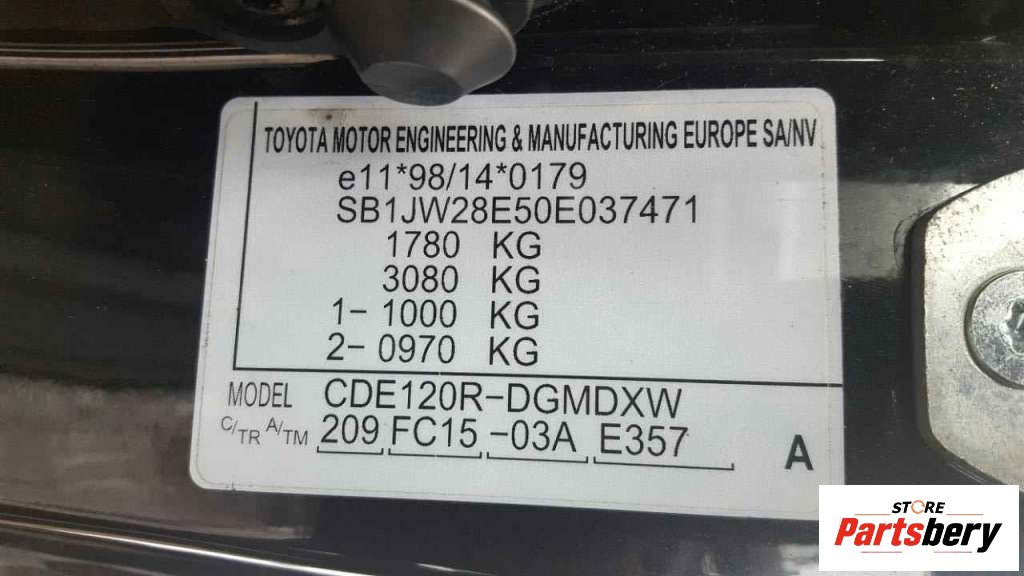 TOYOTA MOTOR ENGINEERING & MANUFACTURING EUROPE SA/NV
e11*98/14*0179
SB1JW28E50E037471
1780 KG
3080 KG
1- 1000 KG
2- 0970 KG
MODEL CDE120R-DGMDXW
C/TR A/TM 209 FC15 -03A E357 A
STORE
Partsbery